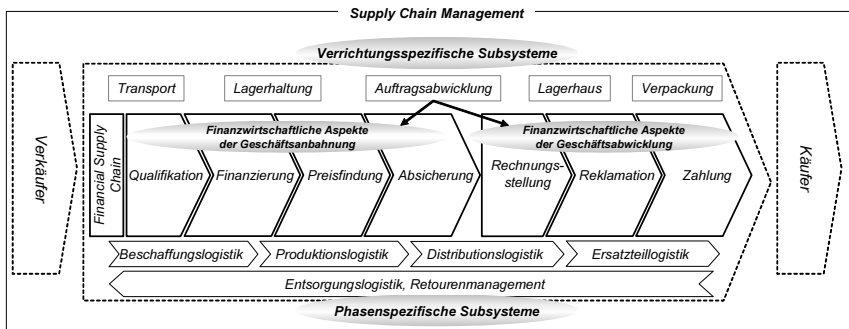 Supply Chain Management
Verrichtungsspezifische Subsysteme
Transport
Lagerhaltung
Auftragsabwicklung
Lagerhaus
Verpackung
Verkäufer
Käufer
Financial Supply
Chain
Finanzwirtschaftliche Aspekte
der Geschäftsanbahnung
Finanzwirtschaftliche Aspekte
der Geschäftsabwicklung
Qualifikation
Finanzierung
Preisfindung
Absicherung
Rechnungs-
stellung
Reklamation
Zahlung
Beschaffungslogistik
Produktionslogistik
Distributionslogistik
Ersatzteillogistik
Entsorgungslogistik, Retourenmanagement
Phasenspezifische Subsysteme